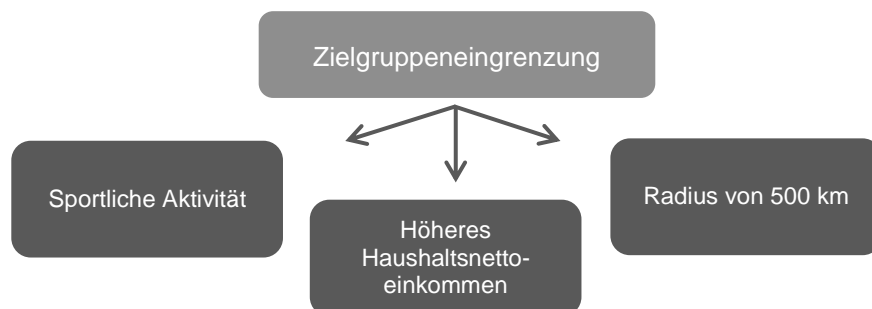 Zielgruppeneingrenzung
Sportliche Aktivität
Höheres
Haushaltsnetto-
einkommen
Radius von 500 km